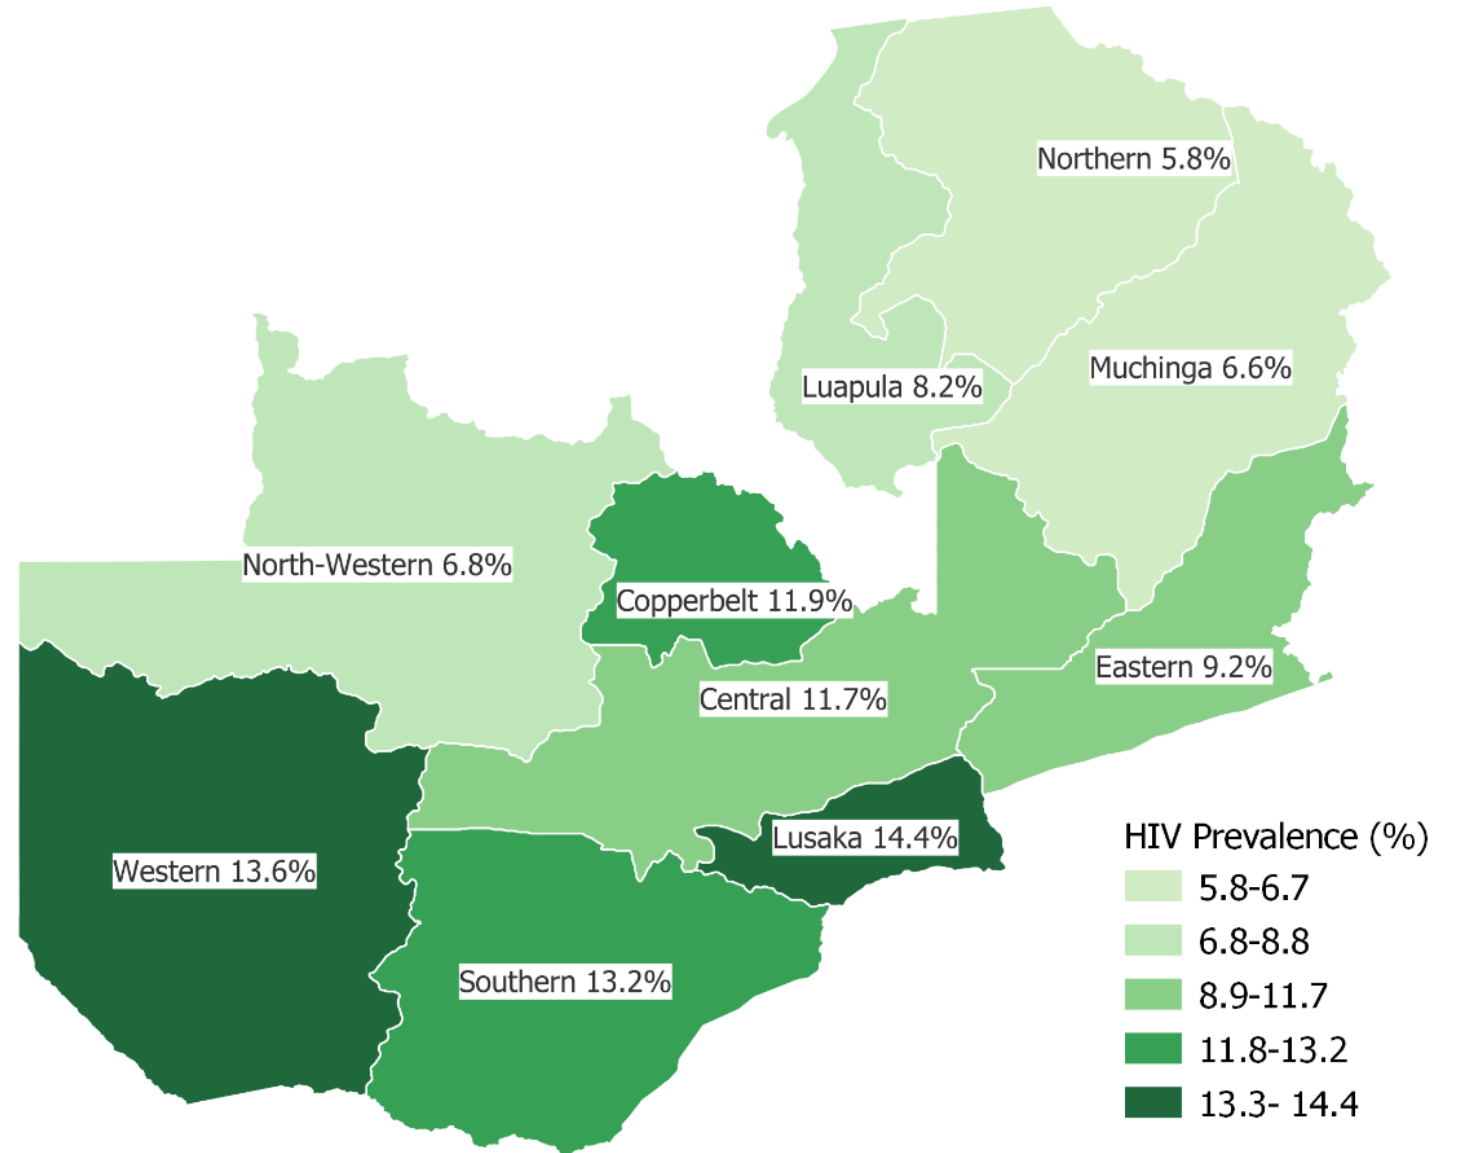 Northern 5.8%
Muchinga 6.6%
Luapula 8.2%
North-Western 6.8%
Copperbelt 11.9%
Eastern 9.2%
Central 11.7%
Lusaka 14.4%
Western 13.6%
Southern 13.2%
HIV Prevalence (%)
5.8-6.7
6.8-8.8
8.9-11.7
11.8-13.2
13.3- 14.4